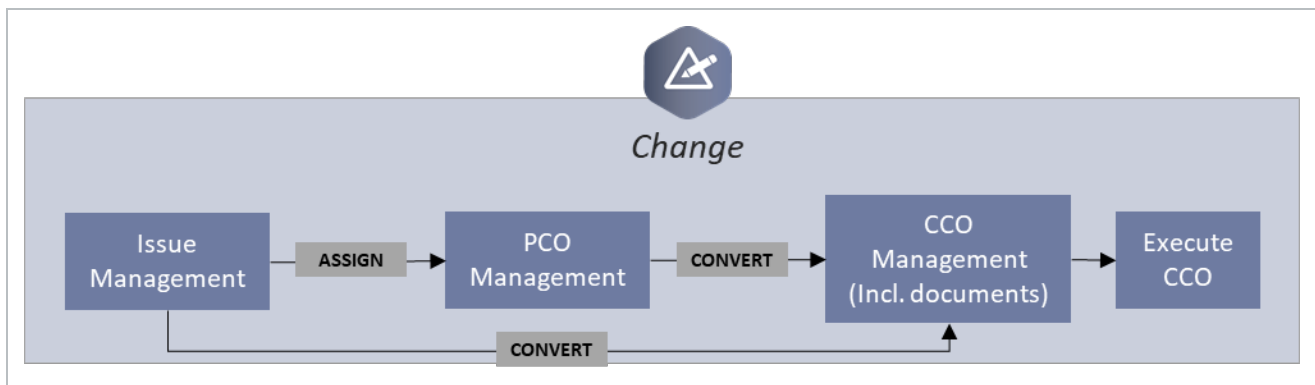 Change
Issue
Management
ASSIGN
PCO
Management
CONVERT
CCO
Management
(Incl. documents)
Execute
CCO
CONVERT